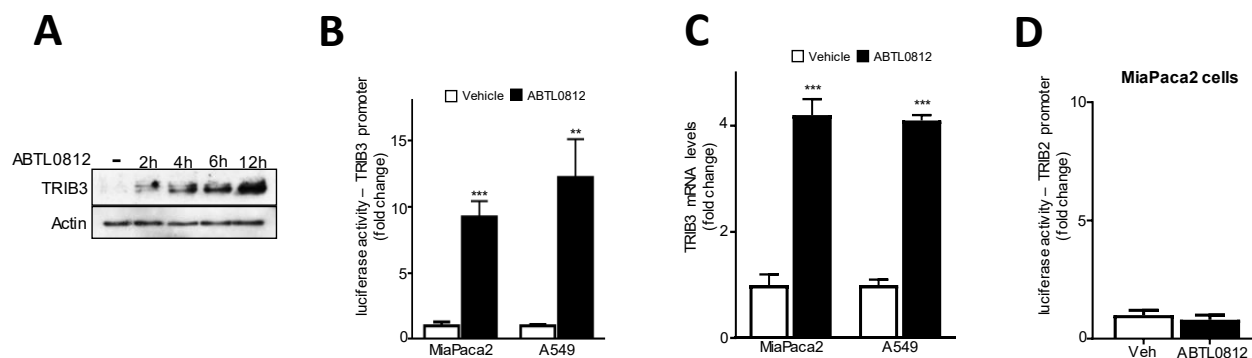 A
ABTL0812 - 2h 4h 6h 12h
TRIB3
Actin
B
Vehicle ABTL0812
luciferase activity – TRIB3 promoter
(fold change)
15
10
5
0
***
**
MiaPaca2 A549
C
Vehicle ABTL0812
TRIB3 mRNA levels
(fold change)
4
2
0
***
***
MiaPaca2 A549
D
MiaPaca2 cells
luciferase activity – TRIB2 promoter
(fold change)
10
5
0
Veh ABTL0812